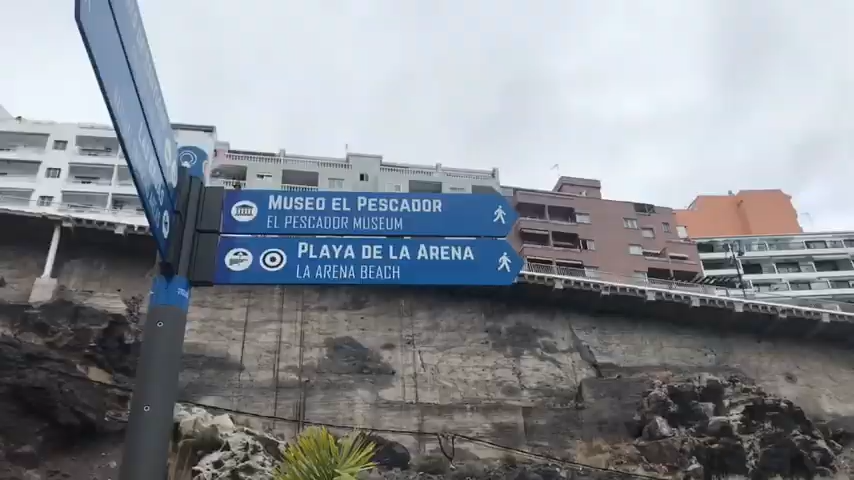 MUSEO EL PESCADOR
EL PESCADOR MUSEUM
PLAYA DE LA ARENA
LA ARENA BEACH